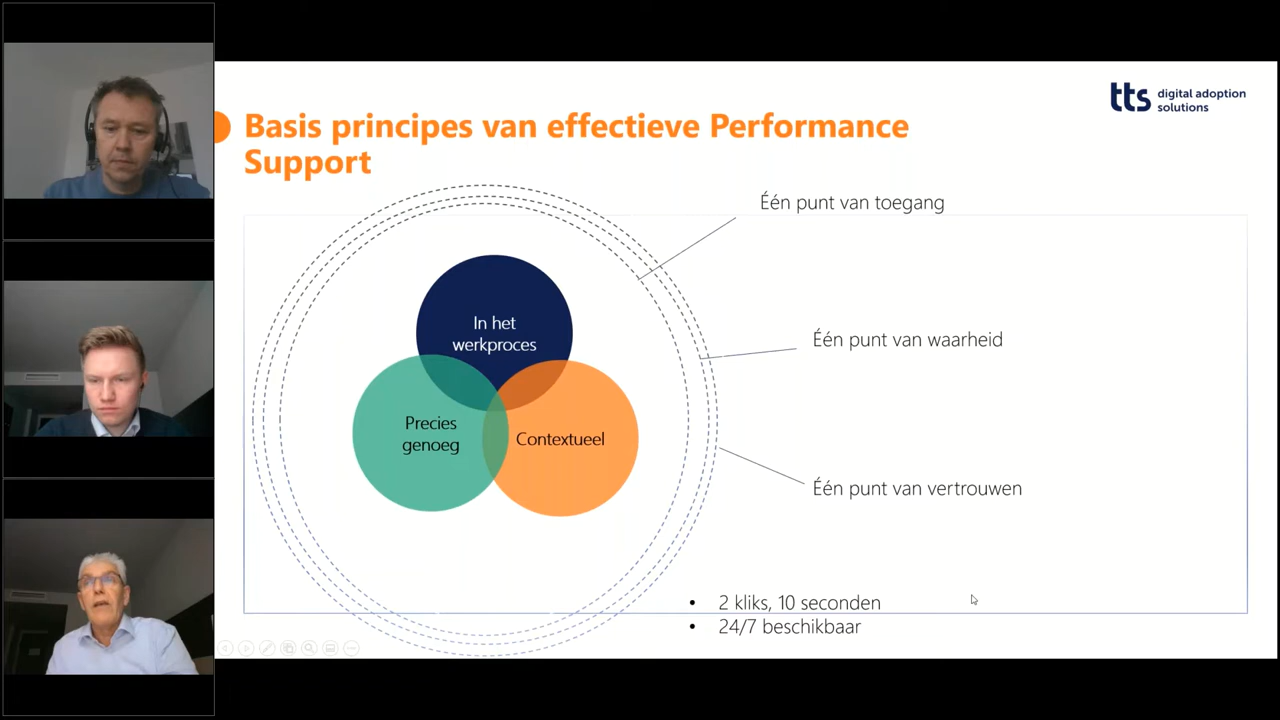 tts digital adoption
solutions
Basis principes van effectieve Performance
Support
Één punt van toegang
In het
werkproces
Één punt van waarheid
Precies
genoeg
Contextueel
Één punt van vertrouwen
• 2 kliks, 10 seconden
• 24/7 beschikbaar